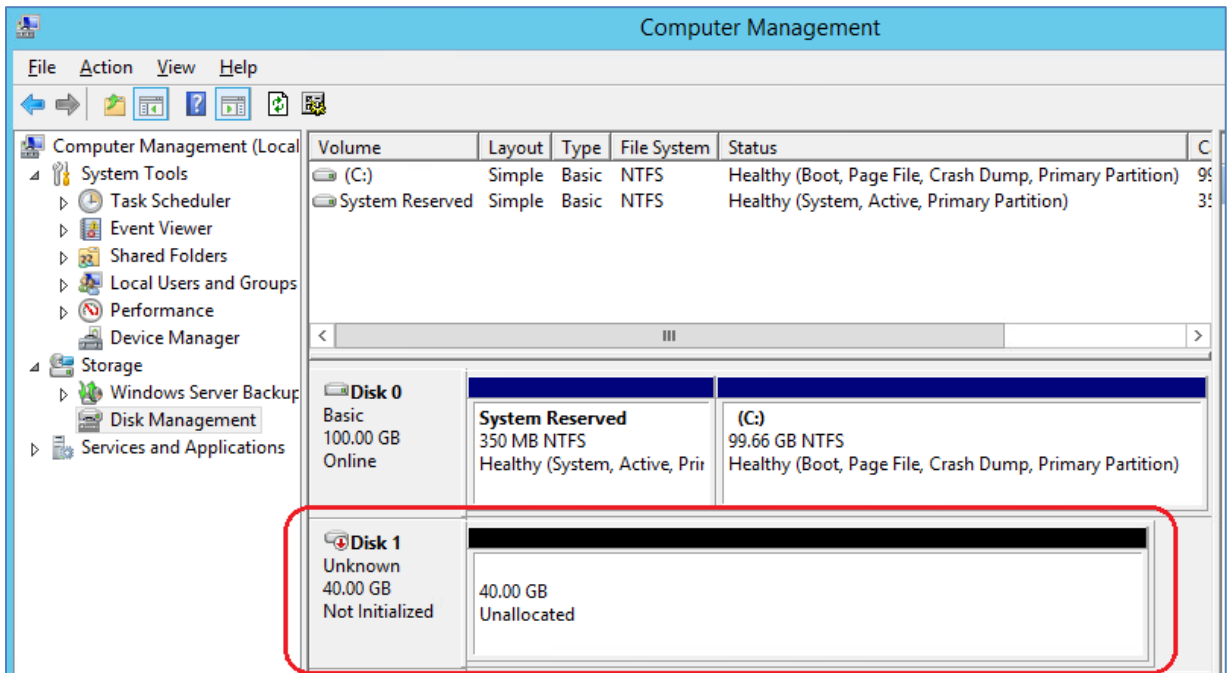 Computer Management
File Action View Help
Computer Management (Local
System Tools
Task Scheduler
Event Viewer
Shared Folders
Local Users and Groups
Performance
Device Manager
Storage
Windows Server Backup
Disk Management
Services and Applications
Volume Layout Type File System Status
(C:) Simple Basic NTFS Healthy (Boot, Page File, Crash Dump, Primary Partition)
System Reserved Simple Basic NTFS Healthy (System, Active, Primary Partition)
Disk 0
Basic
100.00 GB
Online
System Reserved
350 MB NTFS
Healthy (System, Active, Pri
(C:)
99.66 GB NTFS
Healthy (Boot, Page File, Crash Dump, Primary Partition)
Disk 1
Unknown
40.00 GB
Not Initialized
40.00 GB
Unallocated